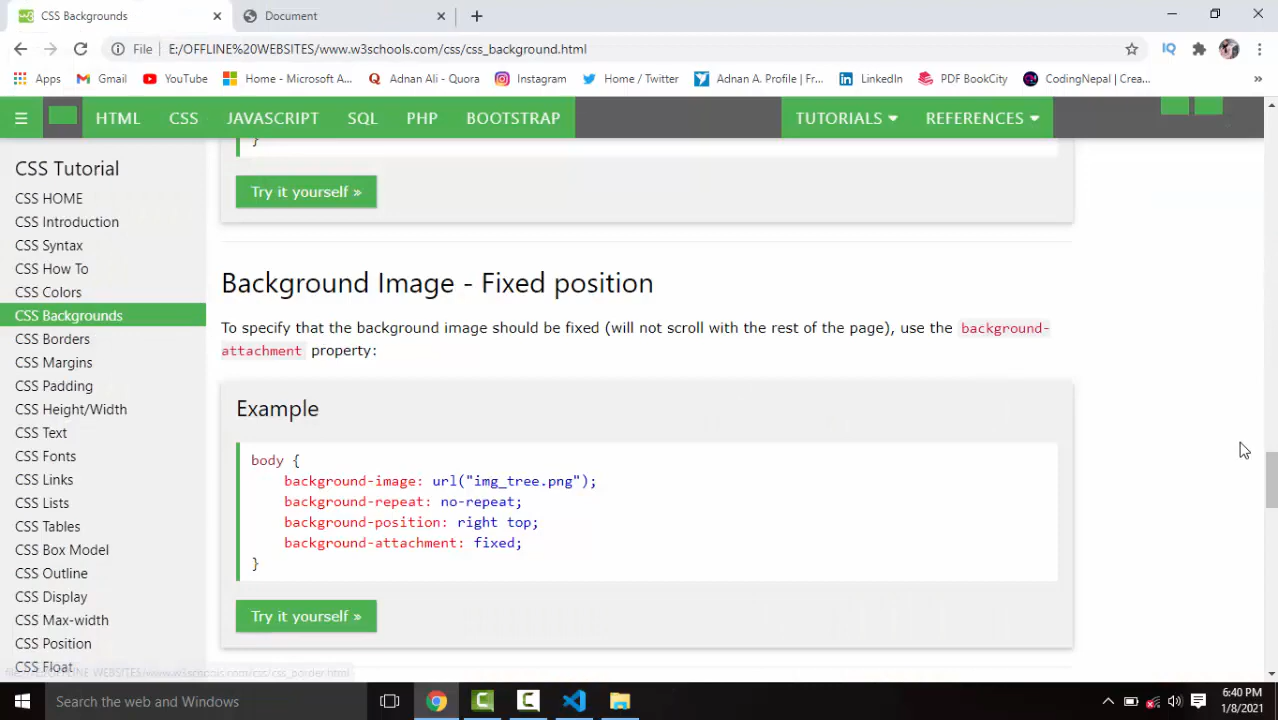 CSS Backgrounds
Document
File
E:/OFFLINE%20WEBSITES/www.w3schools.com/css/css_background.html
Apps
Gmail
YouTube
Home - Microsoft A...
Adnan Ali - Quora
Instagram
Home / Twitter
Adnan A. Profile | Fr...
LinkedIn
PDF BookCity
CodingNepal | Crea...
»
HTML
CSS
JAVASCRIPT
SQL
PHP
BOOTSTRAP
TUTORIALS
REFERENCES
CSS Tutorial
CSS HOME
CSS Introduction
CSS Syntax
CSS How To
CSS Colors
CSS Backgrounds
CSS Borders
CSS Margins
CSS Padding
CSS Height/Width
CSS Text
CSS Fonts
CSS Links
CSS Lists
CSS Tables
CSS Box Model
CSS Outline
CSS Display
CSS Max-width
CSS Position
CSS Float
}
Try it yourself »
Background Image - Fixed position
To specify that the background image should be fixed (will not scroll with the rest of the page), use the background-
attachment property:
Example
body {
background-image: url("img_tree.png");
background-repeat: no-repeat;
background-position: right top;
background-attachment: fixed;
}
Try it yourself »
Search the web and Windows
6:40 PM
1/8/2021